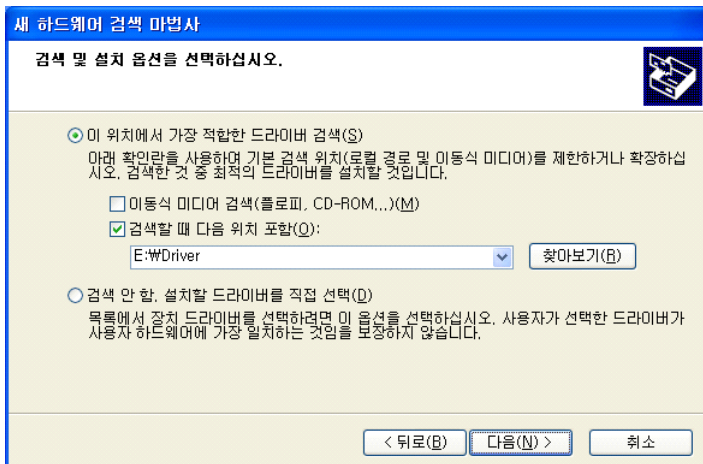 새 하드웨어 검색 마법사
검색 및 설치 옵션을 선택하십시오.
이 위치에서 가장 적합한 드라이버 검색(S)
아래 확인란을 사용하여 기본 검색 위치(로컬 경로 및 이동식 미디어)를 제한하거나 확장하십
시오. 검색한 것 중 최적의 드라이버를 설치할 것입니다.
이동식 미디어 검색(플로피, CD-ROM...)(M)
검색할 때 다음 위치 포함(O):
E:₩Driver
찾아보기(R)
검색 안 함. 설치할 드라이버를 직접 선택(D)
목록에서 장치 드라이버를 선택하려면 이 옵션을 선택하십시오. 사용자가 선택한 드라이버가
사용자 하드웨어에 가장 일치하는 것임을 보장하지 않습니다.
< 뒤로(B) 다음(N) > 취소